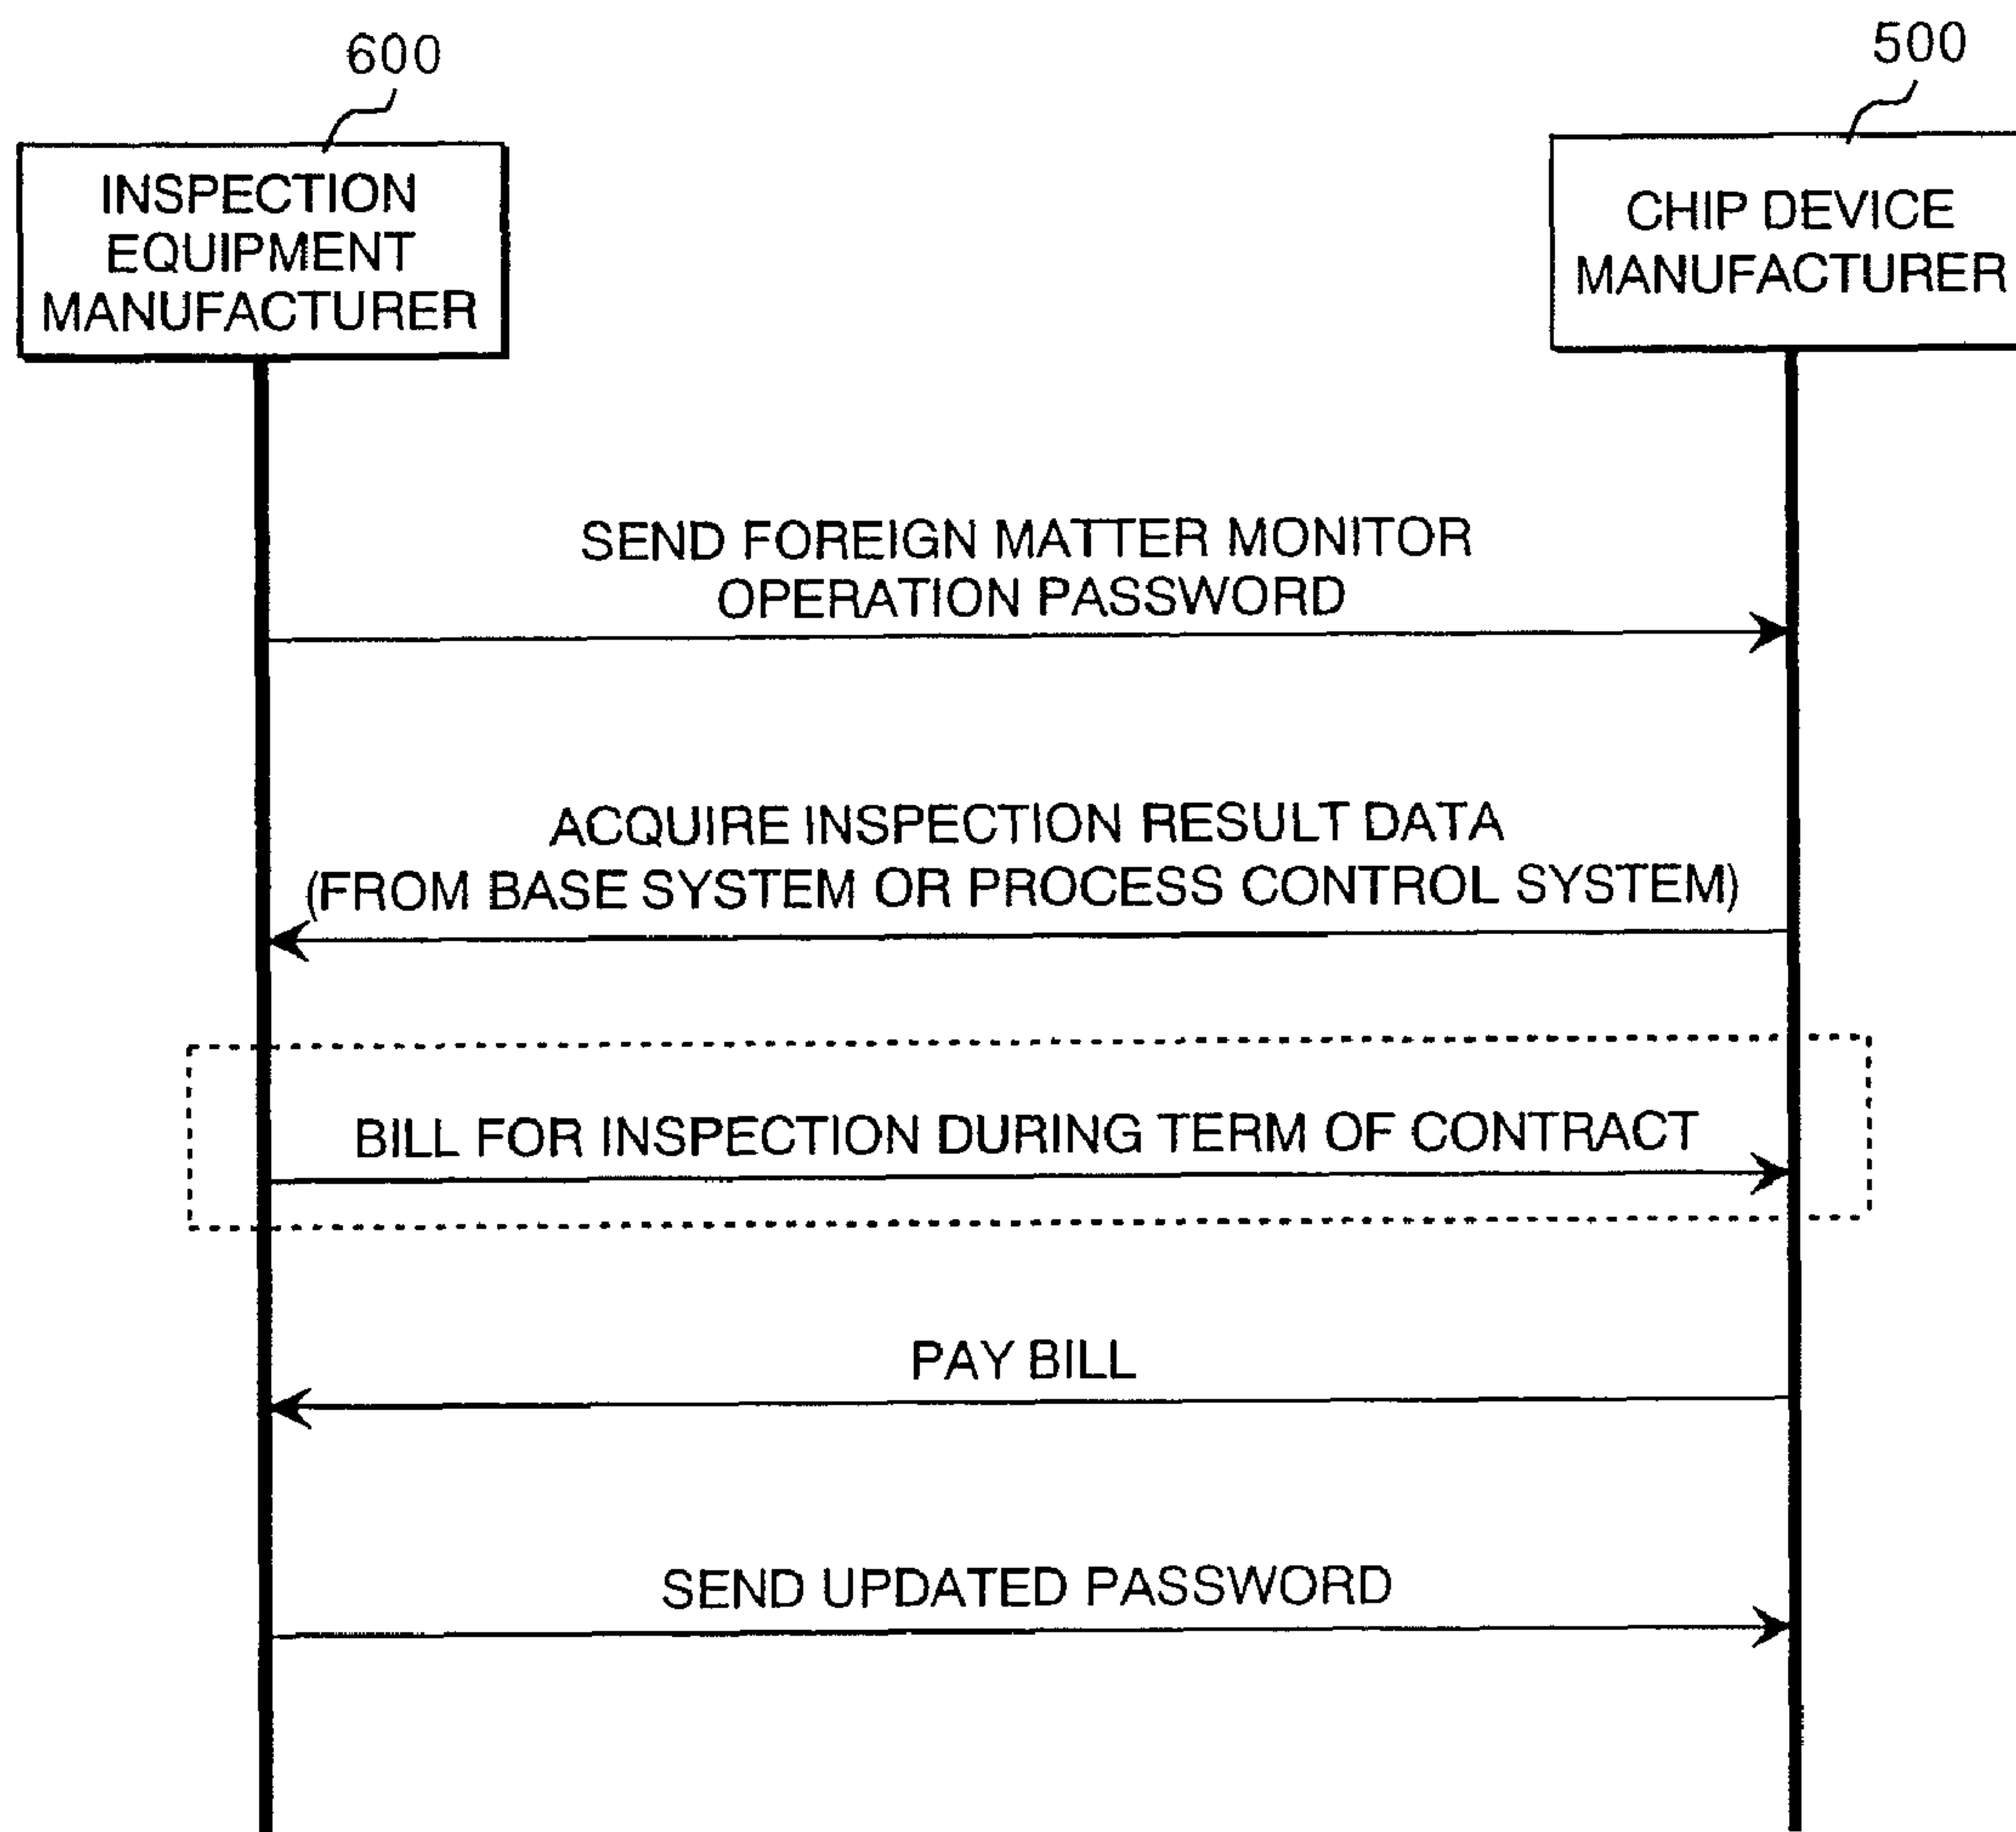 600
500
INSPECTION
EQUIPMENT
MANUFACTURER
CHIP DEVICE
MANUFACTURER
SEND FOREIGN MATTER MONITOR
OPERATION PASSWORD
ACQUIRE INSPECTION RESULT DATA
(FROM BASE SYSTEM OR PROCESS CONTROL SYSTEM)
BILL FOR INSPECTION DURING TERM OF CONTRACT
PAY BILL
SEND UPDATED PASSWORD